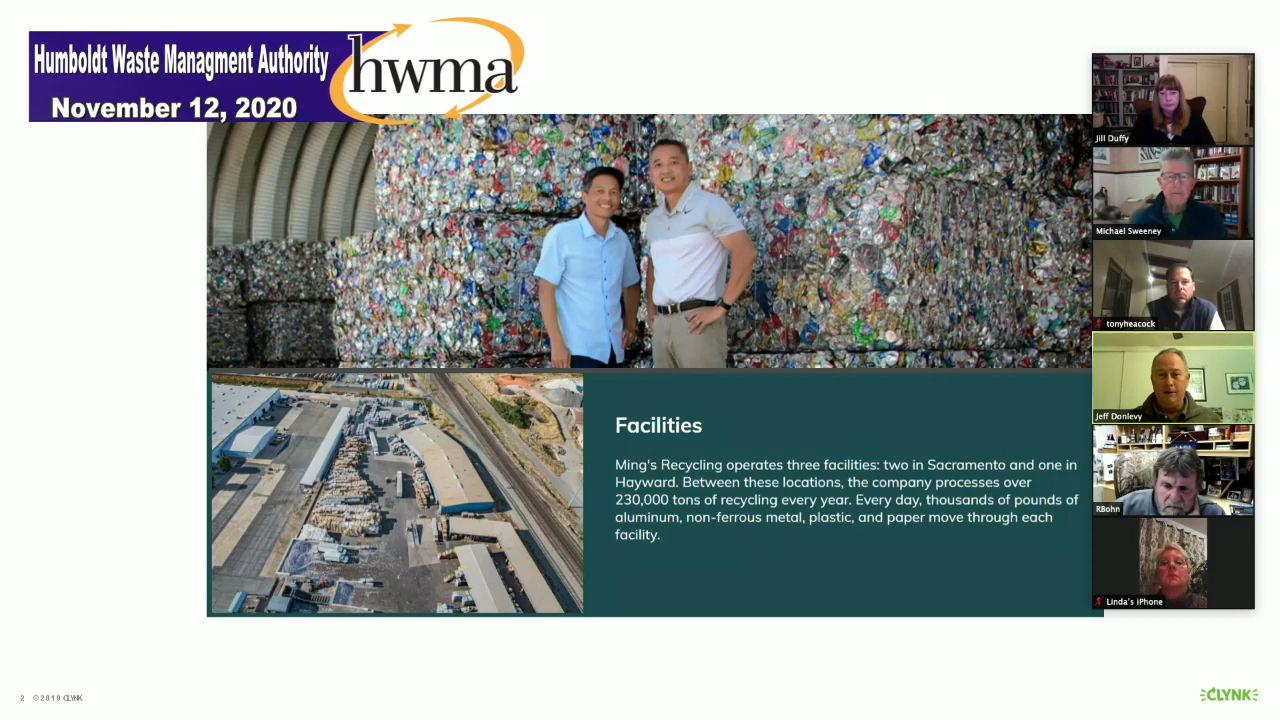 Humboldt Waste Managment Authority
November 12, 2020
hwma
Jill Duffy
Michael Sweeney
tonyheacock
Jeff Donlevy
RBohn
Linda's iPhone
Facilities
Ming's Recycling operates three facilities: two in Sacramento and one in
Hayward. Between these locations, the company processes over
230,000 tons of recycling every year. Every day, thousands of pounds of
aluminum, non-ferrous metal, plastic, and paper move through each
facility.
2 ©2019 CLYNK
CLYNK